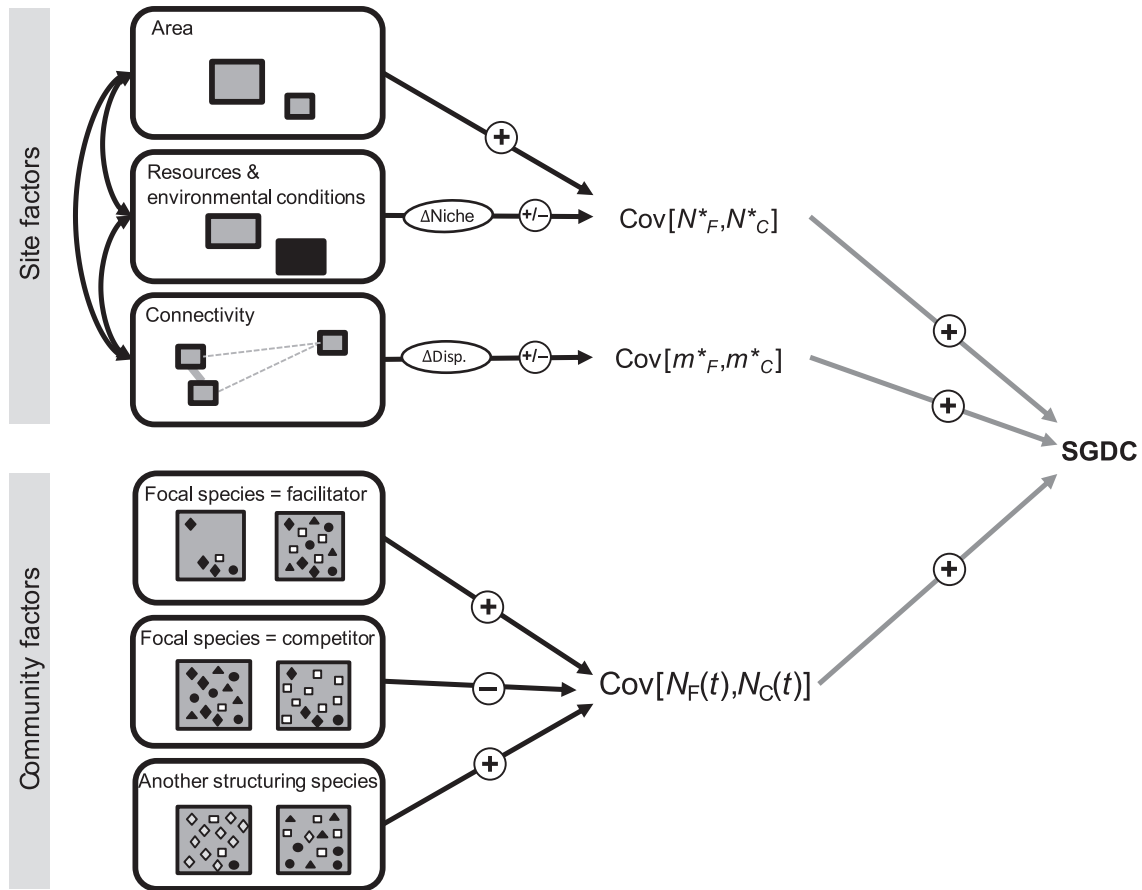 Site factors
Area
+
Resources &
environmental conditions
ΔNiche
+/−
Cov[N*F,N*C]
Connectivity
ΔDisp.
+/−
Cov[m*F,m*C]
+
+
SGDC
Community factors
Focal species = facilitator
+
Focal species = competitor
−
Cov[NF(t),NC(t)]
+
Another structuring species
+